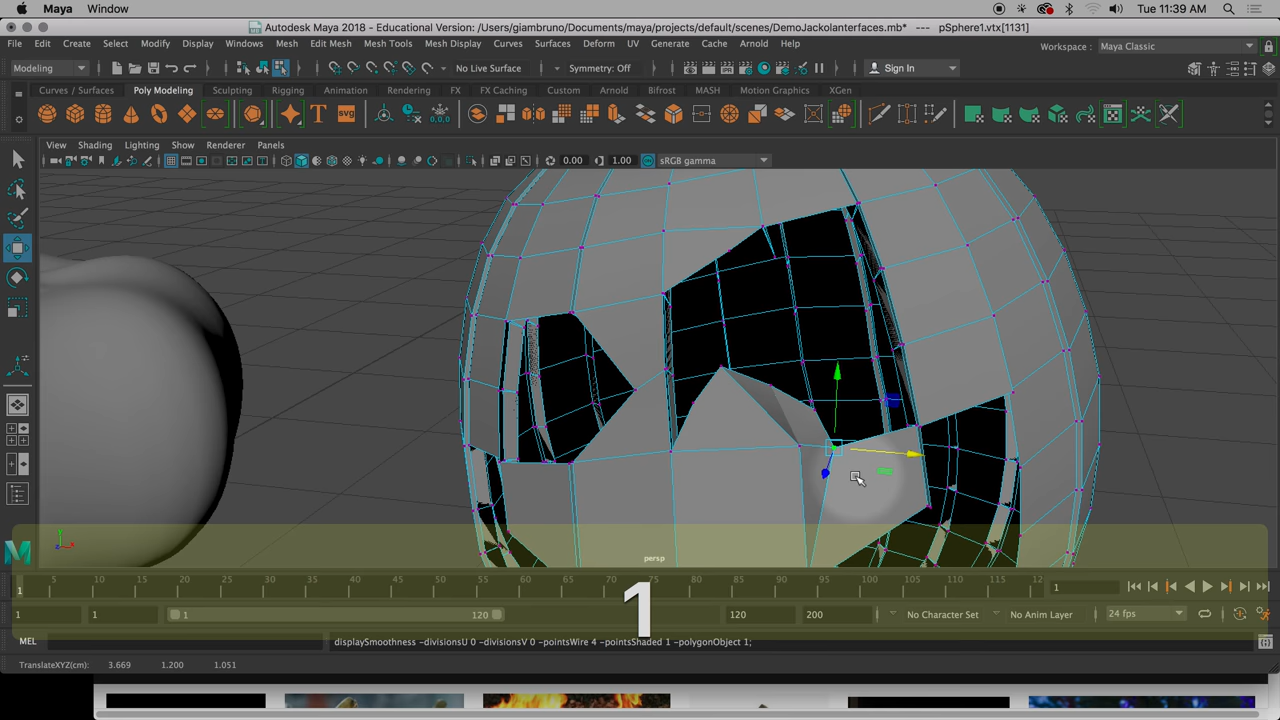 Maya Window Tue 11:39 AM
Autodesk Maya 2018 - Educational Version: /Users/giambruno/Documents/maya/projects/default/scenes/DemoJackolanterfaces.mb* --- pSphere1.vtx[1131]
File Edit Create Select Modify Display Windows Mesh Edit Mesh Mesh Tools Mesh Display Curves Surfaces Deform UV Generate Cache Arnold Help Workspace : Maya Classic
Modeling No Live Surface Symmetry: Off Sign In
Curves / Surfaces Poly Modeling Sculpting Rigging Animation Rendering FX FX Caching Custom Arnold Bifrost MASH Motion Graphics XGen
T SVG 0,0,0
View Shading Lighting Show Renderer Panels
0.00 1.00 sRGB gamma
persp
5 10 15 20 25 30 35 40 45 50 55 60 65 70 75 80 85 90 95 100 105 110 115 12
1 1
1 1 1 120 120 200 No Character Set No Anim Layer 24 fps
1
MEL displaySmoothness -divisionsU 0 -divisionsV 0 -pointsWire 4 -pointsShaded 1 -polygonObject 1;
TranslateXYZ(cm): 3.669 1.200 1.051